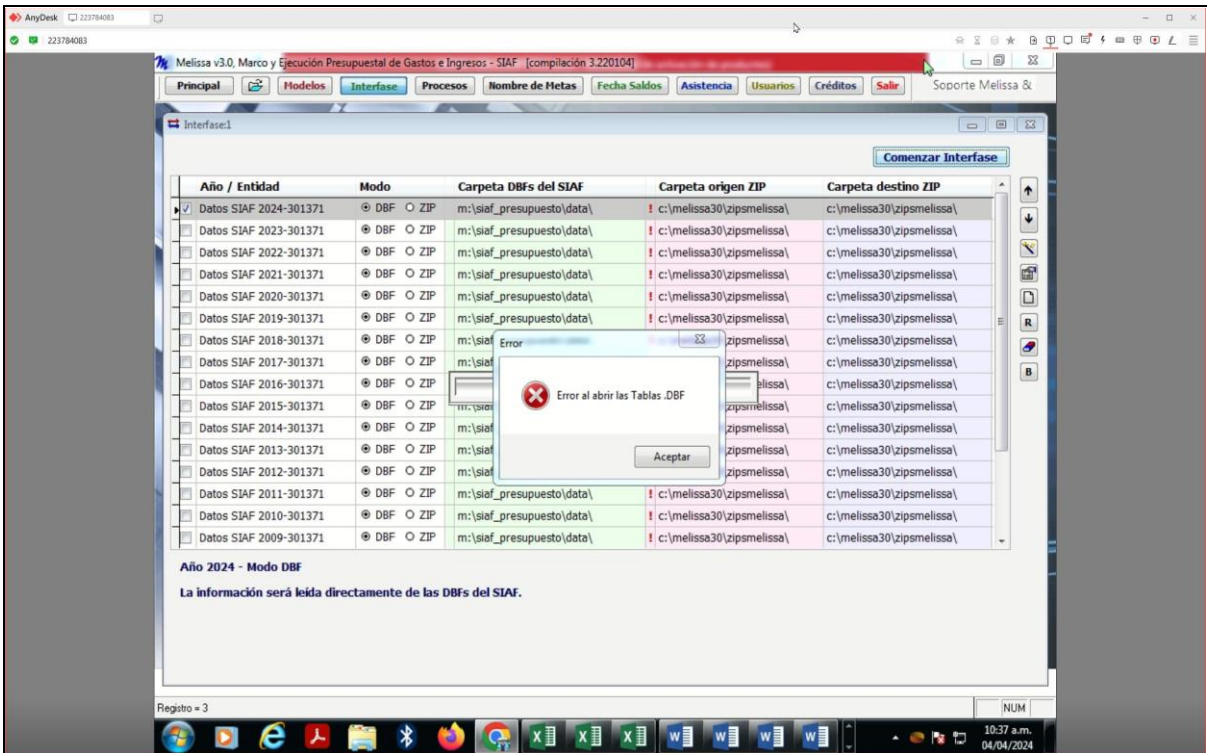 AnyDesk 223784083
223784083
Melissa v3.0, Marco y Ejecución Presupuestal de Gastos e Ingresos - SIAF [compilación 3.220104]
Principal Modelos Interfase Procesos Nombre de Metas Fecha Saldos Asistencia Usuarios Créditos Salir Soporte Melissa &
Interfase:1
Comenzar Interfase
Año / Entidad Modo Carpeta DBFs del SIAF Carpeta origen ZIP Carpeta destino ZIP
Datos SIAF 2024-301371 DBF ZIP m:\siaf_presupuesto\data\ ! c:\melissa30\zipsmelissa\ c:\melissa30\zipsmelissa\
Datos SIAF 2023-301371 DBF ZIP m:\siaf_presupuesto\data\ ! c:\melissa30\zipsmelissa\ c:\melissa30\zipsmelissa\
Datos SIAF 2022-301371 DBF ZIP m:\siaf_presupuesto\data\ ! c:\melissa30\zipsmelissa\ c:\melissa30\zipsmelissa\
Datos SIAF 2021-301371 DBF ZIP m:\siaf_presupuesto\data\ ! c:\melissa30\zipsmelissa\ c:\melissa30\zipsmelissa\
Datos SIAF 2020-301371 DBF ZIP m:\siaf_presupuesto\data\ ! c:\melissa30\zipsmelissa\ c:\melissa30\zipsmelissa\
Datos SIAF 2019-301371 DBF ZIP m:\siaf_presupuesto\data\ ! c:\melissa30\zipsmelissa\ c:\melissa30\zipsmelissa\
R
Datos SIAF 2018-301371 DBF ZIP m:\siaf zipsmelissa\ c:\melissa30\zipsmelissa\
Error
Datos SIAF 2017-301371 DBF ZIP m:\siaf zipsmelissa\ c:\melissa30\zipsmelissa\
B
Datos SIAF 2016-301371 DBF ZIP elissa\ c:\melissa30\zipsmelissa\
Error al abrir las Tablas .DBF
Datos SIAF 2015-301371 DBF ZIP m:\siaf zipsmelissa\ c:\melissa30\zipsmelissa\
Datos SIAF 2014-301371 DBF ZIP m:\siaf zipsmelissa\ c:\melissa30\zipsmelissa\
Datos SIAF 2013-301371 DBF ZIP m:\siaf zipsmelissa\ c:\melissa30\zipsmelissa\
Aceptar
Datos SIAF 2012-301371 DBF ZIP m:\siaf zipsmelissa\ c:\melissa30\zipsmelissa\
Datos SIAF 2011-301371 DBF ZIP m:\siaf_presupuesto\data\ ! c:\melissa30\zipsmelissa\ c:\melissa30\zipsmelissa\
Datos SIAF 2010-301371 DBF ZIP m:\siaf_presupuesto\data\ ! c:\melissa30\zipsmelissa\ c:\melissa30\zipsmelissa\
Datos SIAF 2009-301371 DBF ZIP m:\siaf_presupuesto\data\ ! c:\melissa30\zipsmelissa\ c:\melissa30\zipsmelissa\
Año 2024 - Modo DBF
La información será leída directamente de las DBFs del SIAF.
Registro = 3 NUM
10:37 a.m.
04/04/2024